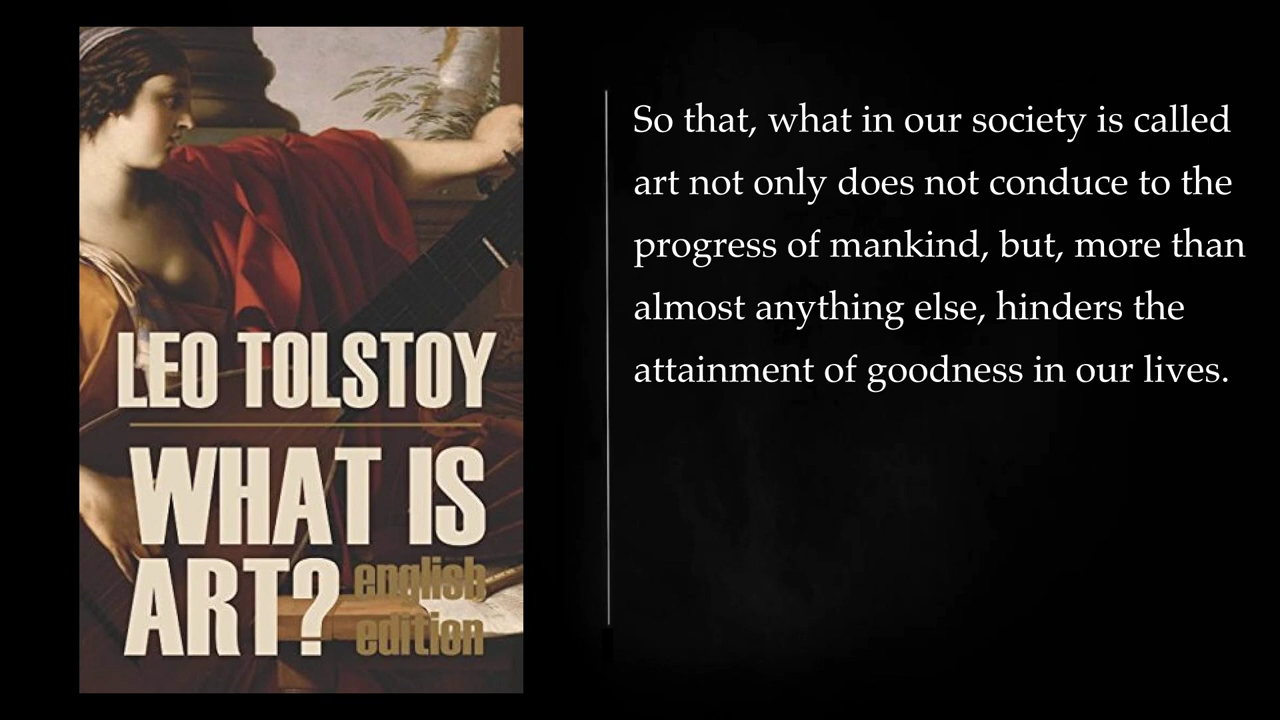 LEO TOLSTOY
WHAT IS
ART?
english
edition
So that, what in our society is called
art not only does not conduce to the
progress of mankind, but, more than
almost anything else, hinders the
attainment of goodness in our lives.